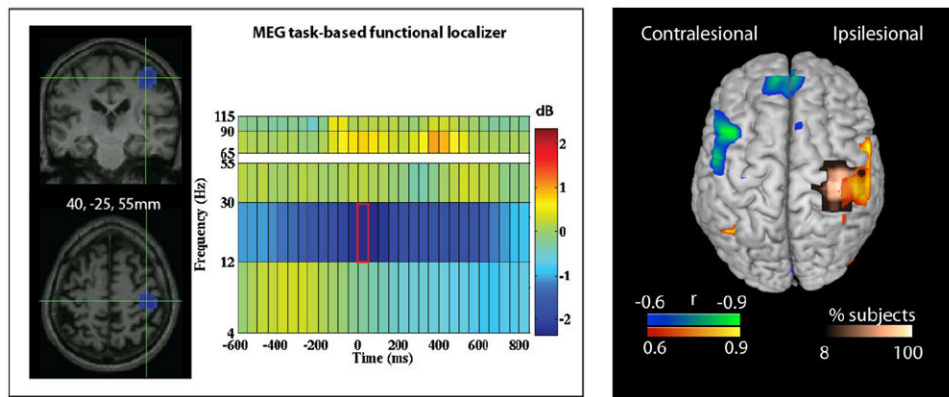 MEG task-based functional localizer
40, -25, 55mm
dB
115
90
65
55
30
12
4
Frequency (Hz)
-600 -400 -200 0 200 400 600 800
Time (ms)
2
1
0
-1
-2
Contralesional Ipsilesional
-0.6 r -0.9
0.6 0.9
% subjects
8 100